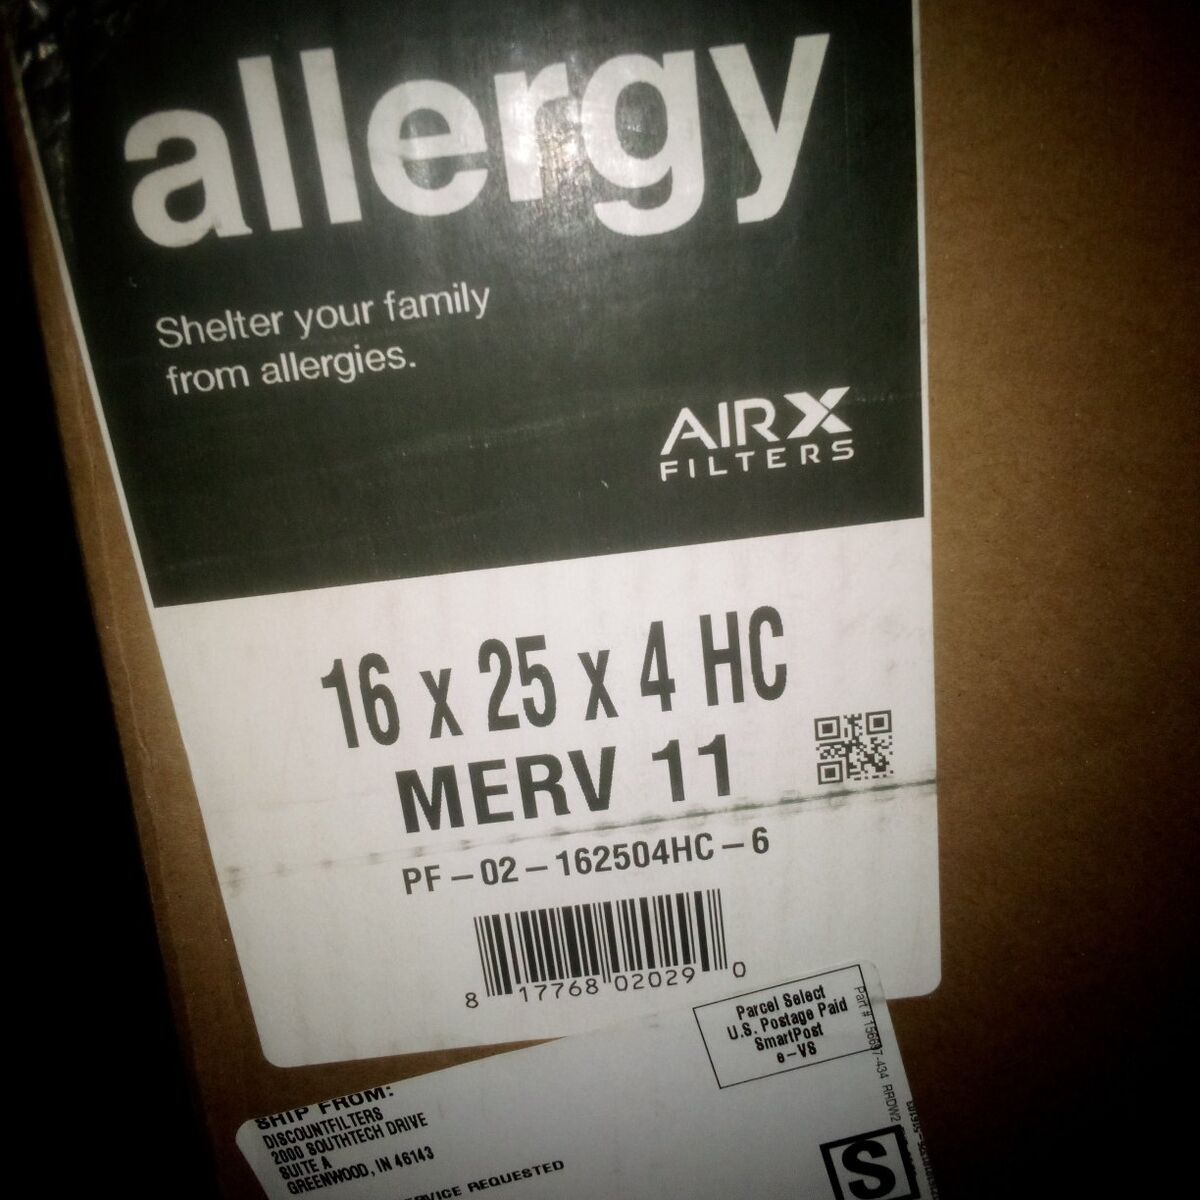 allergy
Shelter your family
from allergies.
AIRX
FILTERS
16 x 25 x 4 HC
MERV 11
PF-02-162504HC-6
8 17768 02029 0
Parcel Select
U.S. Postage Paid
SmartPost
e-VS
SHIP FROM:
DISCOUNTFILTERS
2000 SOUTHTECH DRIVE
SUITE A
GREENWOOD, IN 46143
REQUESTED
S